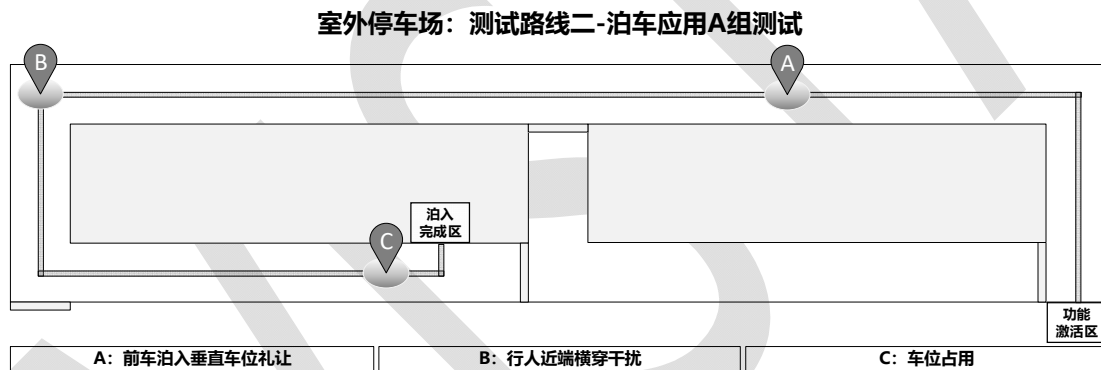 室外停车场：测试路线二-泊车应用A组测试
B
A
泊入
完成区
C
功能
激活区
A：前车泊入垂直车位礼让
B：行人近端横穿干扰
C：车位占用